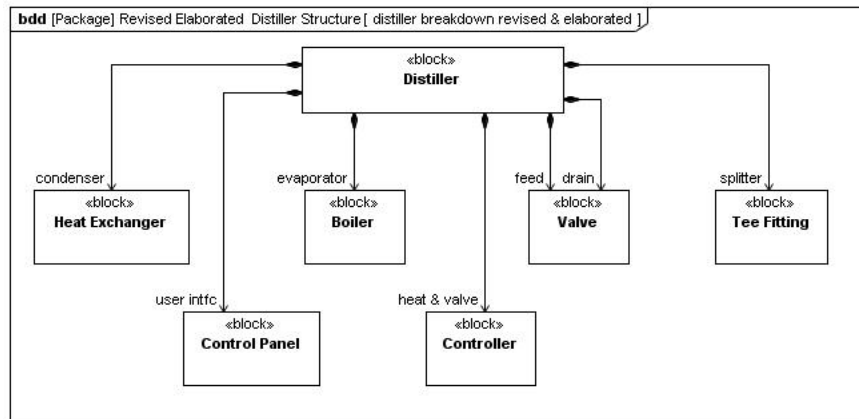 bdd [Package] Revised Elaborated Distiller Structure [ distiller breakdown revised & elaborated ]
«block»
Distiller
condenser
evaporator
feed
drain
splitter
«block»
Heat Exchanger
«block»
Boiler
«block»
Valve
«block»
Tee Fitting
user intfc
heat & valve
«block»
Control Panel
«block»
Controller